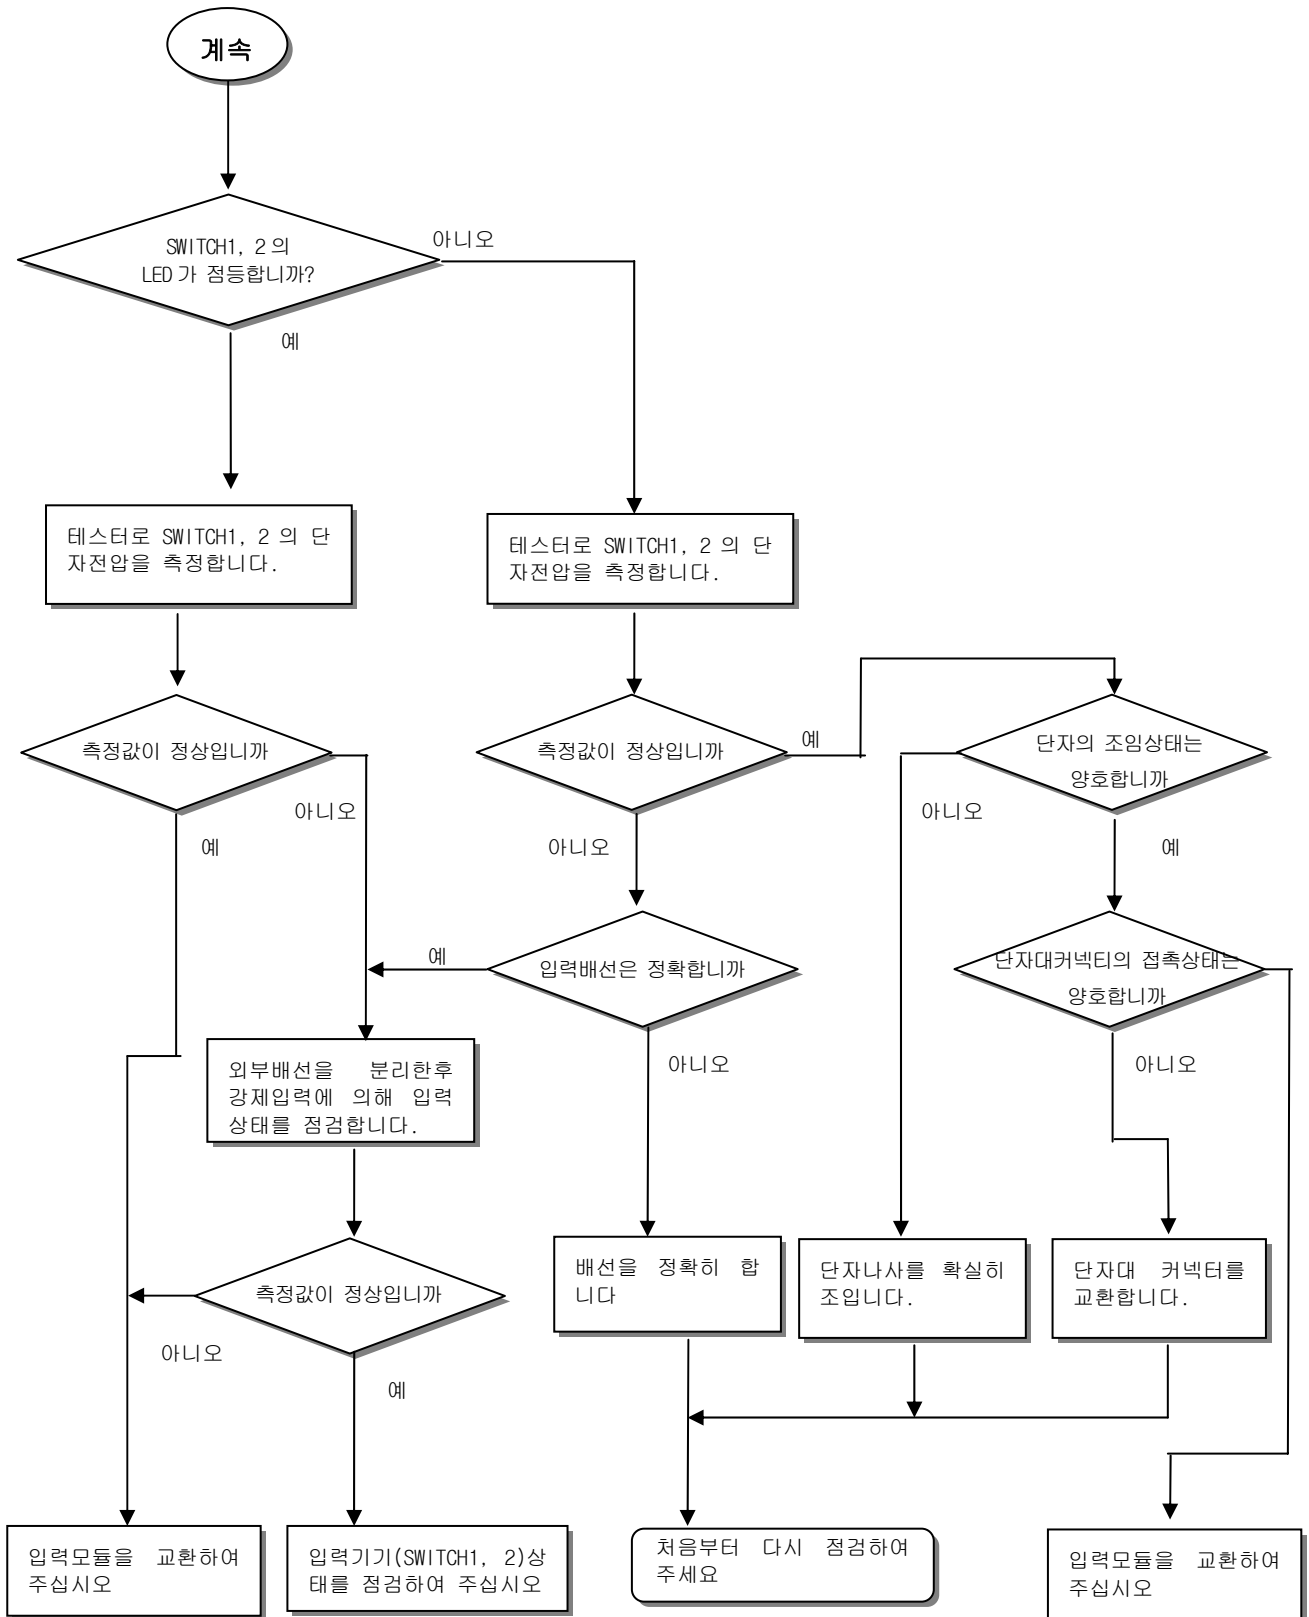 계속
SWITCH1, 2 의
LED 가 점등합니까?
아니오
예
테스터로 SWITCH1, 2 의 단
자전압을 측정합니다.
테스터로 SWITCH1, 2 의 단
자전압을 측정합니다.
측정값이 정상입니까
아니오
예
측정값이 정상입니까
예
아니오
단자의 조임상태는
양호합니까
아니오
예
입력배선은 정확합니까
예
아니오
단자대커넥티의 접촉상태는
양호합니까
아니오
외부배선을 분리한후
강제입력에 의해 입력
상태를 점검합니다.
측정값이 정상입니까
아니오
예
배선을 정확히 합
니다
단자나사를 확실히
조입니다.
단자대 커넥터를
교환합니다.
입력모듈을 교환하여
주십시오
입력기기(SWITCH1, 2)상
태를 점검하여 주십시오
처음부터 다시 점검하여
주세요
입력모듈을 교환하여
주십시오